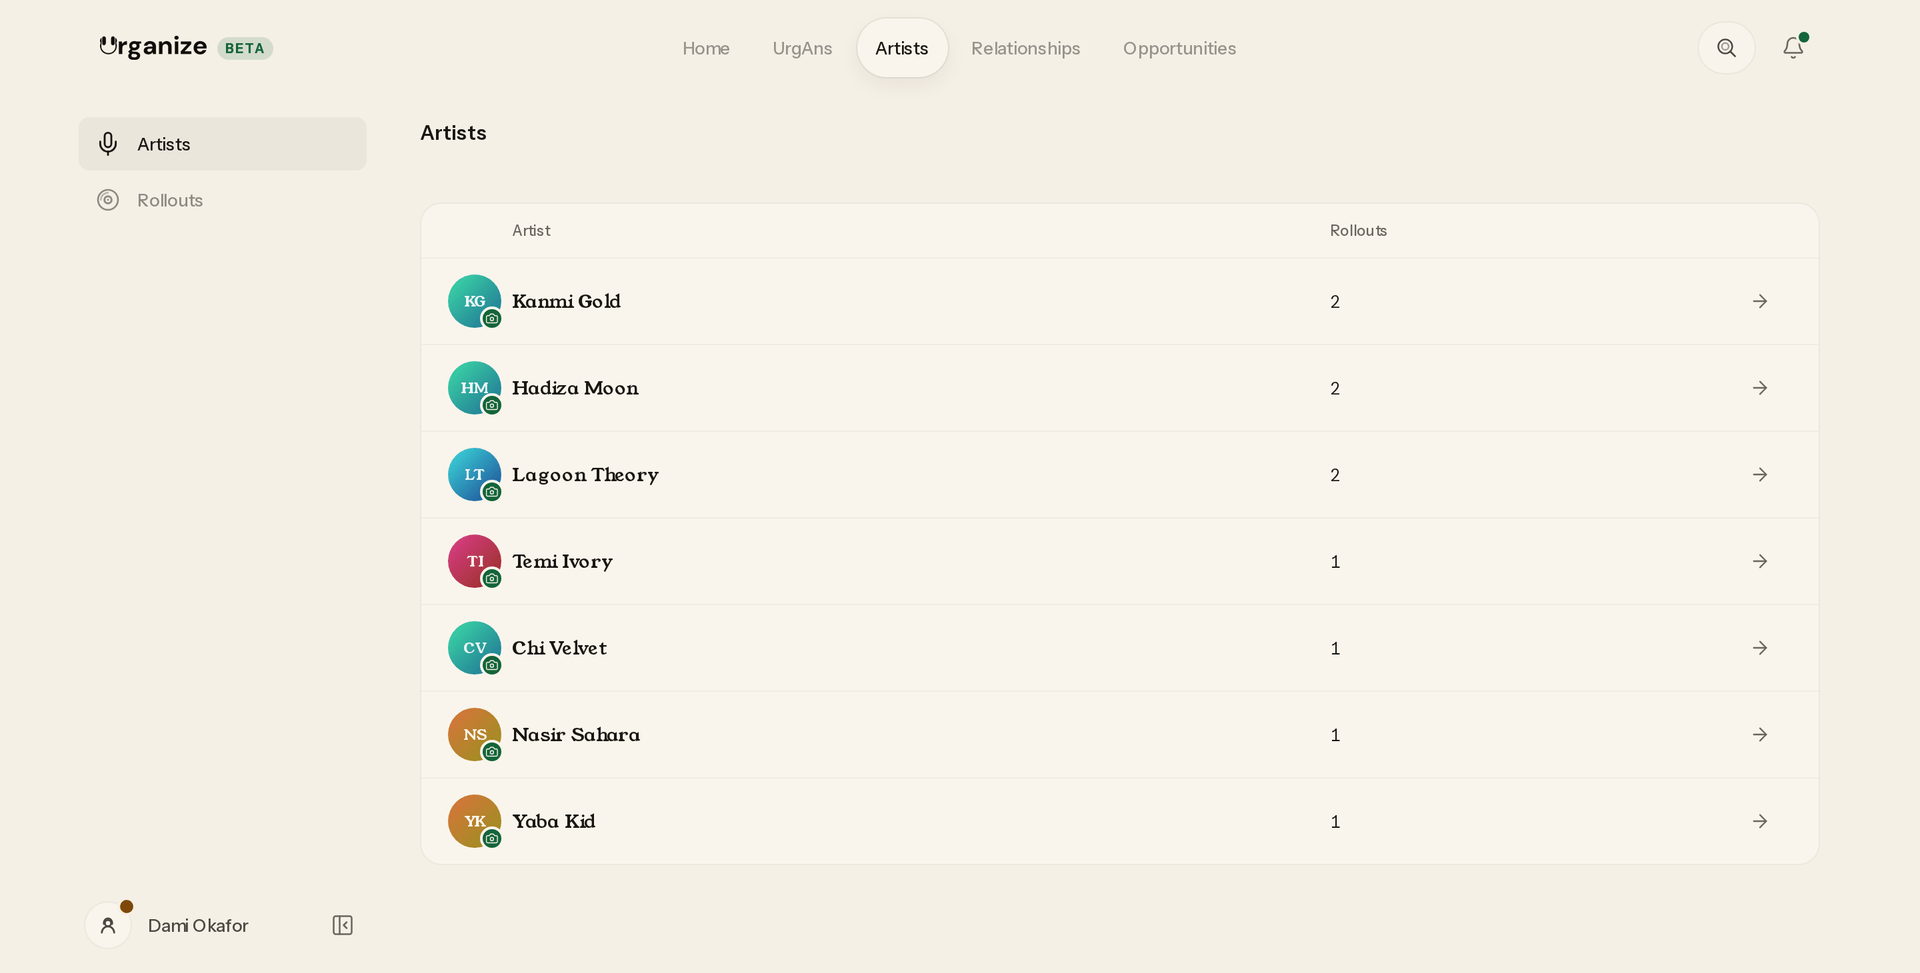 Urganize BETA
Home UrgAns Artists Relationships Opportunities
Artists
Rollouts
Artists
Artist Rollouts
KG Kanmi Gold 2
HM Hadiza Moon 2
LT Lagoon Theory 2
TI Temi Ivory 1
CV Chi Velvet 1
NS Nasir Sahara 1
YK Yaba Kid 1
Dami Okafor